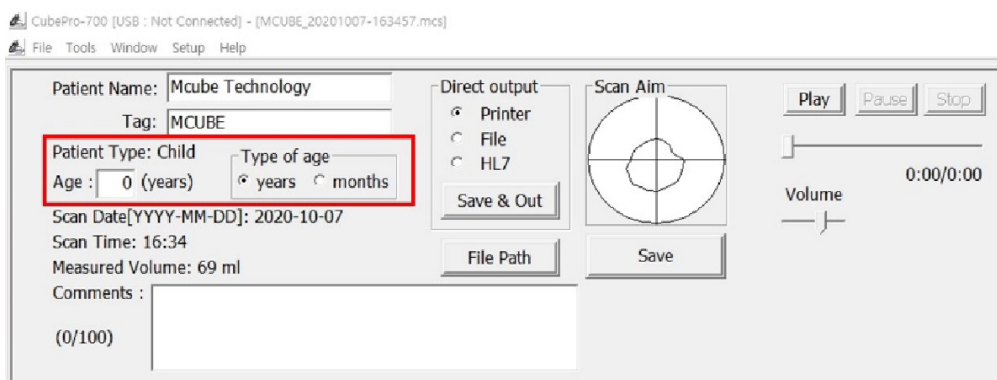 CubePro-700 [USB : Not Connected] - [MCUBE_20201007-163457.mcs]
File Tools Window Setup Help
Patient Name: Mcube Technology
Tag: MCUBE
Patient Type: Child
Age : 0 (years)
Type of age
years months
Scan Date[YYYY-MM-DD]: 2020-10-07
Scan Time: 16:34
Measured Volume: 69 ml
Comments :
(0/100)
Direct output
Printer
File
HL7
Save & Out
File Path
Scan Aim
Save
Play Pause Stop
0:00/0:00
Volume